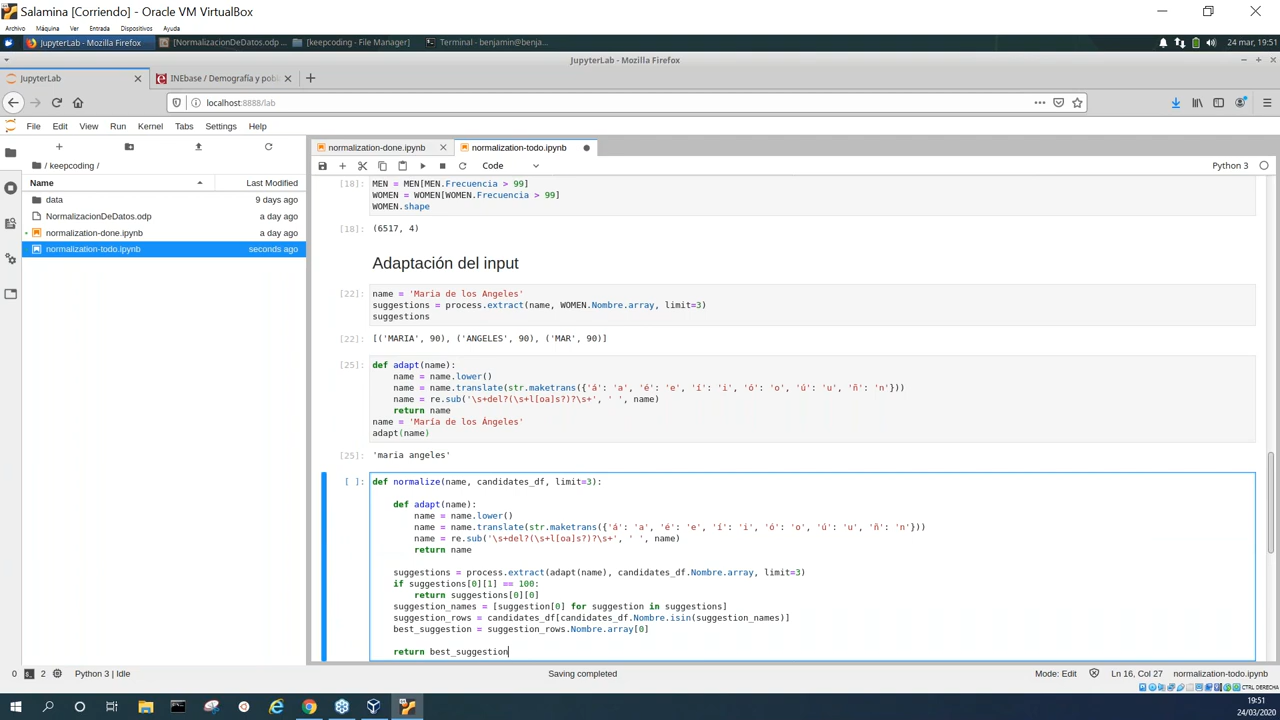 Salamina [Corriendo] - Oracle VM VirtualBox
Archivo Máquina Ver Entrada Dispositivos Ayuda
JupyterLab - Mozilla Firefox [NormalizacionDeDatos.odp ... [keepcoding - File Manager] Terminal - benjamin@benja... 24 mar, 19:51
JupyterLab - Mozilla Firefox
JupyterLab INEbase / Demografía y pobl
localhost:8888/lab
File Edit View Run Kernel Tabs Settings Help
normalization-done.ipynb normalization-todo.ipynb
/ keepcoding / Code Python 3
Name Last Modified
data 9 days ago
NormalizacionDeDatos.odp a day ago
normalization-done.ipynb a day ago
normalization-todo.ipynb seconds ago
[18]: MEN = MEN[MEN.Frecuencia > 99]
WOMEN = WOMEN[WOMEN.Frecuencia > 99]
WOMEN.shape
[18]: (6517, 4)
Adaptación del input
[22]: name = 'Maria de los Angeles'
suggestions = process.extract(name, WOMEN.Nombre.array, limit=3)
suggestions
[22]: [('MARIA', 90), ('ANGELES', 90), ('MAR', 90)]
[25]: def adapt(name):
name = name.lower()
name = name.translate(str.maketrans({'á': 'a', 'é': 'e', 'í': 'i', 'ó': 'o', 'ú': 'u', 'ñ': 'n'}))
name = re.sub('\s+del?(\s+l[oa]s?)?\s+', ' ', name)
return name
name = 'María de los Ángeles'
adapt(name)
[25]: 'maria angeles'
[ ]: def normalize(name, candidates_df, limit=3):
def adapt(name):
name = name.lower()
name = name.translate(str.maketrans({'á': 'a', 'é': 'e', 'í': 'i', 'ó': 'o', 'ú': 'u', 'ñ': 'n'}))
name = re.sub('\s+del?(\s+l[oa]s?)?\s+', ' ', name)
return name
suggestions = process.extract(adapt(name), candidates_df.Nombre.array, limit=3)
if suggestions[0][1] == 100:
return suggestions[0][0]
suggestion_names = [suggestion[0] for suggestion in suggestions]
suggestion_rows = candidates_df[candidates_df.Nombre.isin(suggestion_names)]
best_suggestion = suggestion_rows.Nombre.array[0]
return best_suggestion
0 2 Python 3 | Idle Saving completed Mode: Edit Ln 16, Col 27 normalization-todo.ipynb
CTRL DERECHA
19:51
24/03/2020